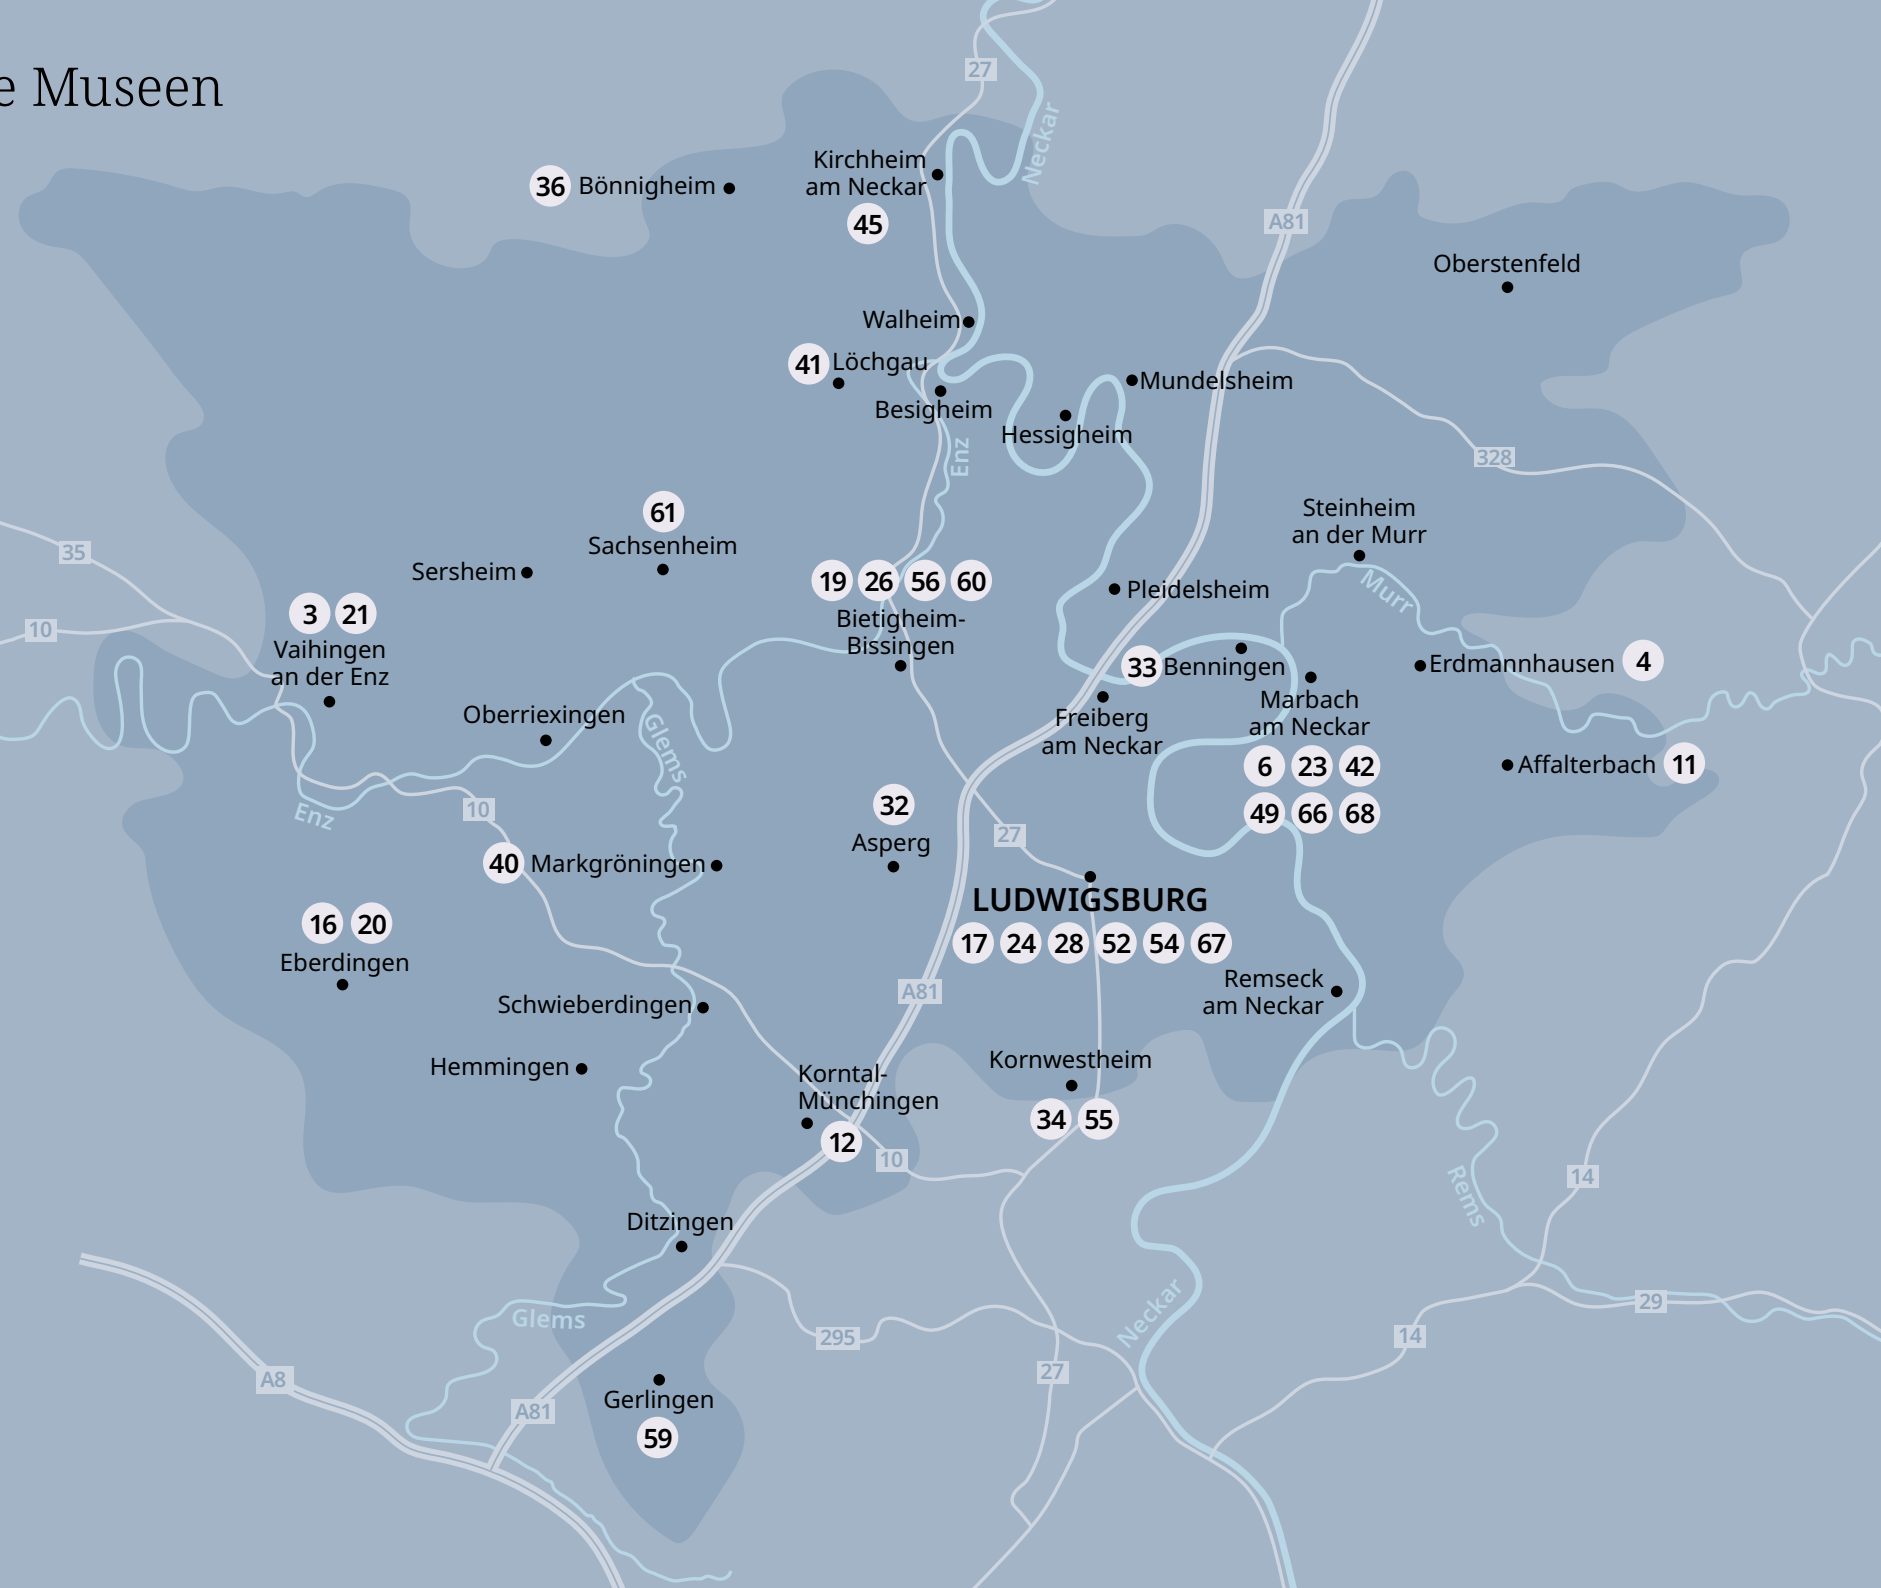 e Museen
27
Neckar
Kirchheim
am Neckar
45
36 Bönnigheim
A81
Oberstenfeld
Walheim
41 Löchgau
Besigheim
Mundelsheim
Hessigheim
Enz
328
61
Sachsenheim
Steinheim
an der Murr
Murr
35
Sersheim
19 26 56 60
Bietigheim-
Bissingen
Pleidelsheim
10
3 21
Vaihingen
an der Enz
33 Benningen
Erdmannhausen 4
Marbach
am Neckar
6 23 42
49 66 68
Freiberg
am Neckar
Oberriexingen
Glems
Affalterbach 11
Enz
10
32
Asperg
27
40 Markgröningen
LUDWIGSBURG
17 24 28 52 54 67
16 20
Eberdingen
A81
Remseck
am Neckar
Schwieberdingen
Hemmingen
Korntal-
Münchingen
12
Kornwestheim
34 55
10
14
Rems
Ditzingen
Glems
Neckar
29
295
14
27
A8
A81
Gerlingen
59